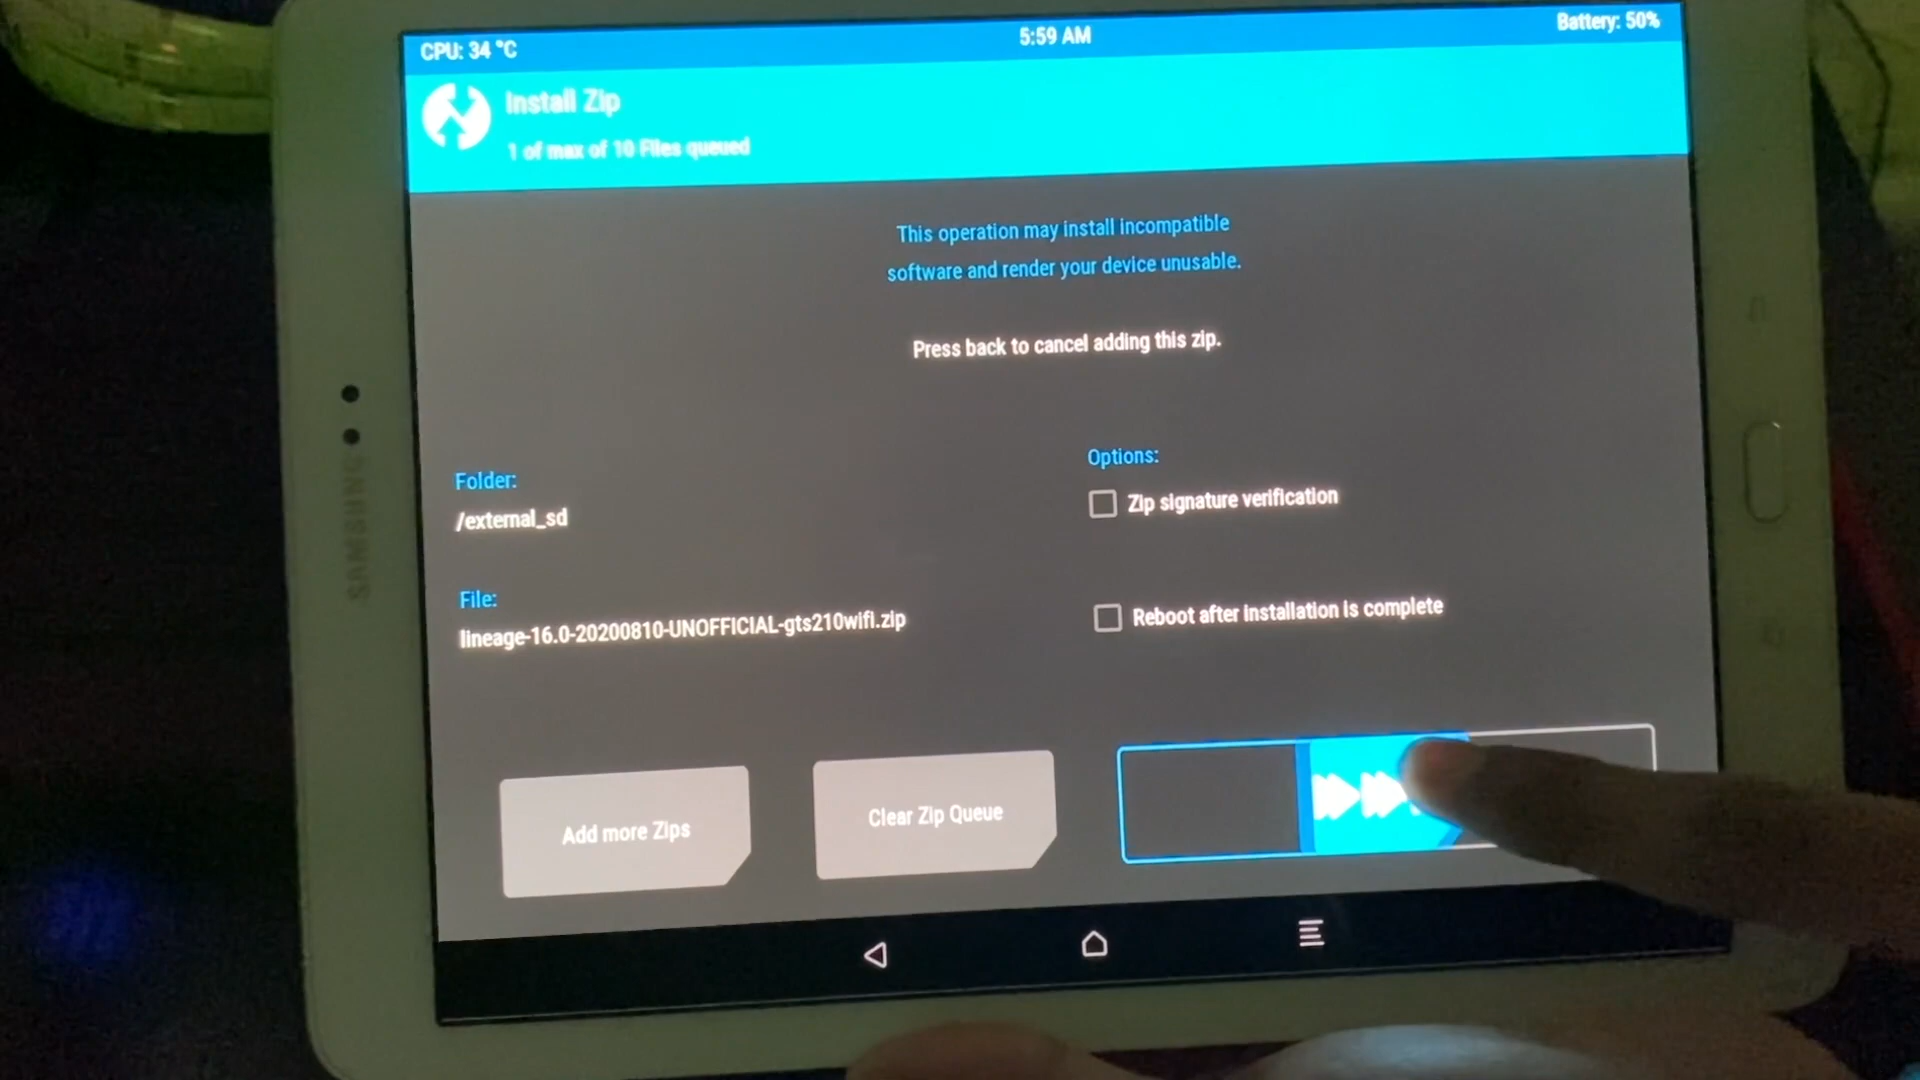 CPU: 34 °C
5:59 AM
Battery: 50%
Install Zip
1 of max of 10 Files queued
This operation may install incompatible
software and render your device unusable.
Press back to cancel adding this zip.
Folder:
/external_sd
File:
lineage-16.0-20200810-UNOFFICIAL-gts210wifi.zip
Options:
Zip signature verification
Reboot after installation is complete
Add more Zips
Clear Zip Queue
SAMSUNG